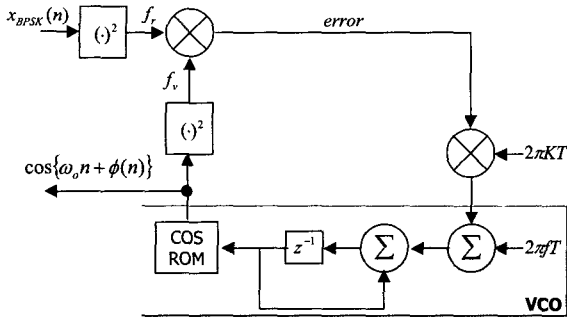 x_BPSK(n)
(·)²
f_r
error
f_v
(·)²
cos{ω_o n + ϕ(n)}
2πKT
COS
ROM
z⁻¹
Σ
Σ
2πfT
VCO